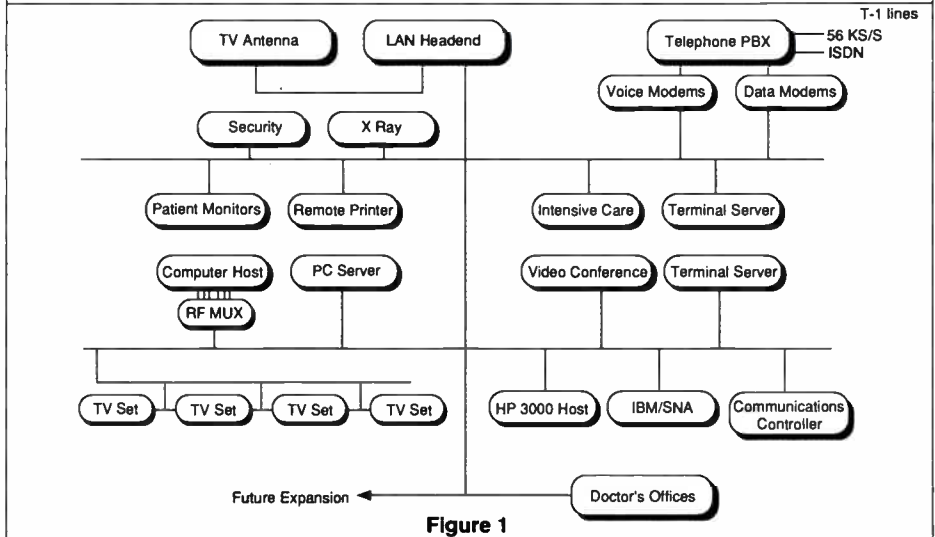 T-1 lines
TV Antenna
LAN Headend
Telephone PBX
56 KS/S
ISDN
Voice Modems
Data Modems
Security
X Ray
Patient Monitors
Remote Printer
Intensive Care
Terminal Server
Computer Host
PC Server
Video Conference
Terminal Server
RF MUX
TV Set
TV Set
TV Set
TV Set
HP 3000 Host
IBM/SNA
Communications
Controller
Future Expansion
Doctor's Offices
Figure 1